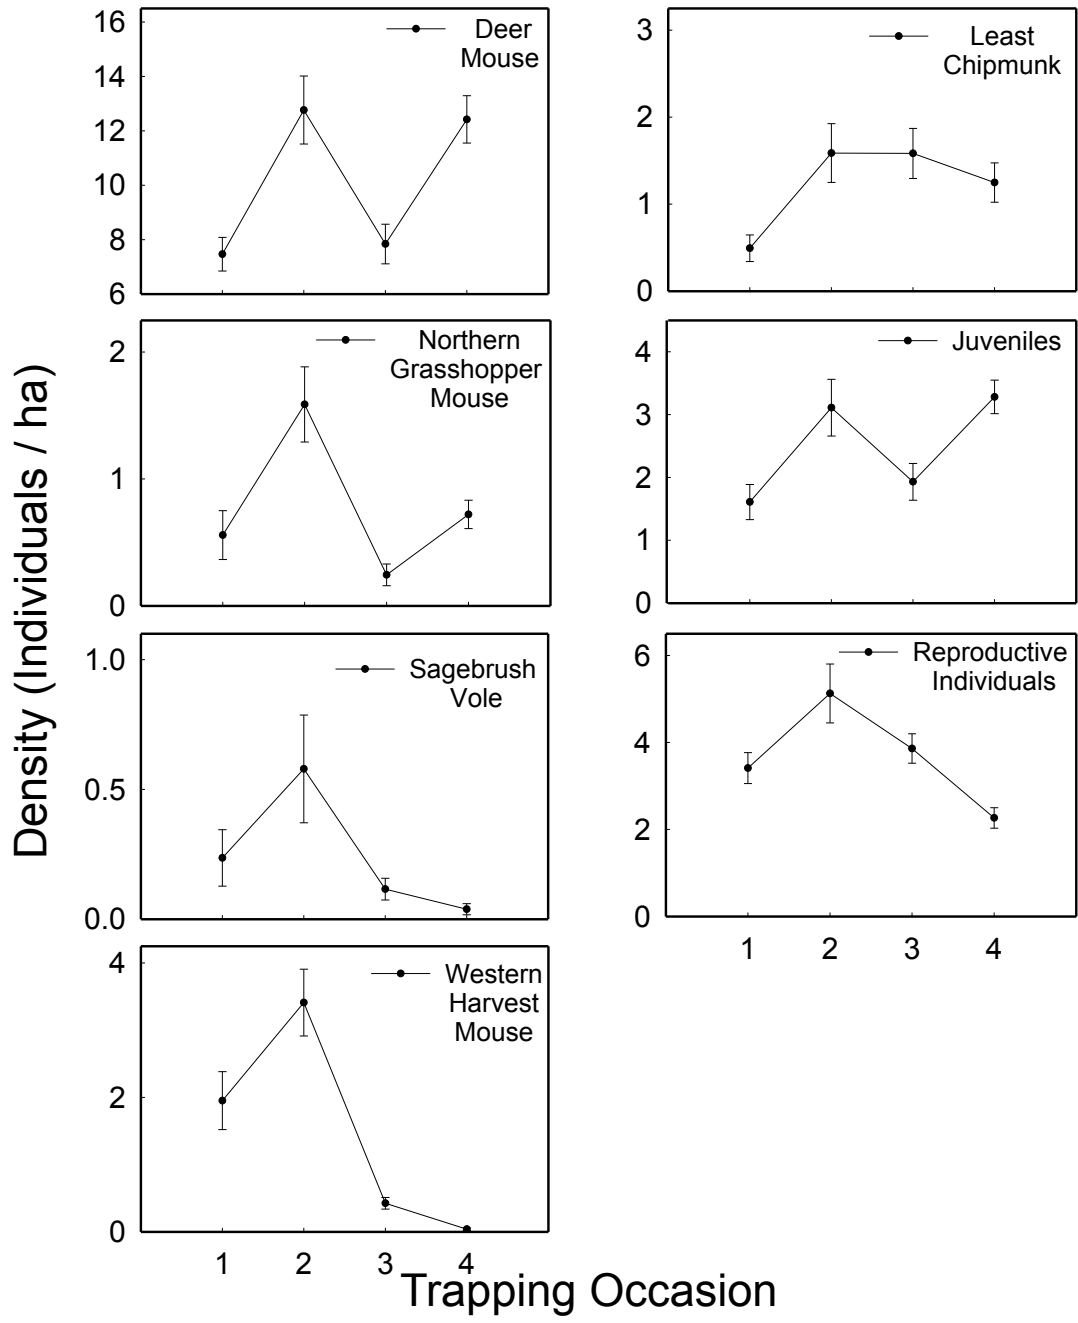 Density (Individuals / ha)
16
14
12
10
8
6
Deer
Mouse
2
1
0
Northern
Grasshopper
Mouse
1.0
0.5
0.0
Sagebrush
Vole
4
2
0
Western
Harvest
Mouse
1 2 3 4
3
2
1
0
Least
Chipmunk
4
3
2
1
0
Juveniles
6
4
2
0
Reproductive
Individuals
1 2 3 4
Trapping Occasion